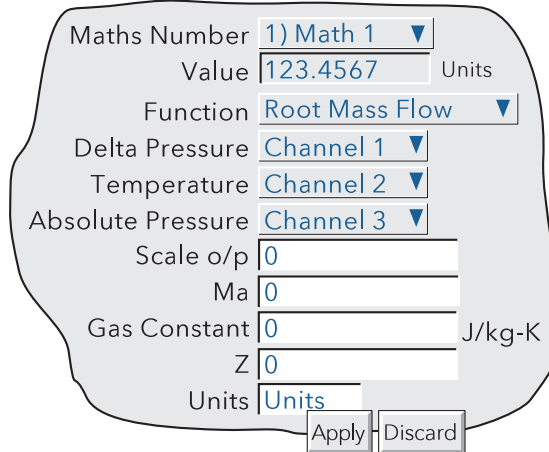 Maths Number 1) Math 1
Value 123.4567 Units
Function Root Mass Flow
Delta Pressure Channel 1
Temperature Channel 2
Absolute Pressure Channel 3
Scale o/p 0
Ma 0
Gas Constant 0 J/kg-K
Z 0
Units Units
Apply Discard